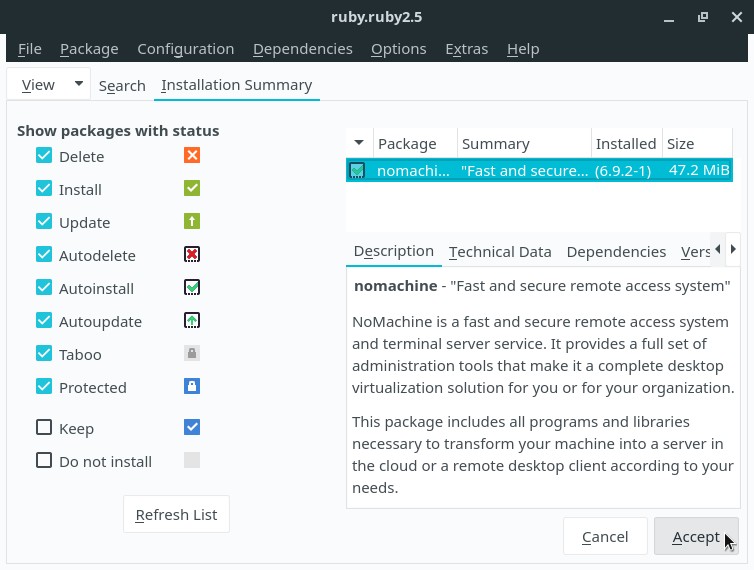 ruby.ruby2.5
File Package Configuration Dependencies Options Extras Help
View Search Installation Summary
Show packages with status
Delete
Install
Update
Autodelete
Autoinstall
Autoupdate
Taboo
Protected
Keep
Do not install
Refresh List
Package Summary Installed Size
nomachi... "Fast and secure... (6.9.2-1) 47.2 MiB
Description Technical Data Dependencies Vers
nomachine - "Fast and secure remote access system"
NoMachine is a fast and secure remote access system
and terminal server service. It provides a full set of
administration tools that make it a complete desktop
virtualization solution for you or for your organization.
This package includes all programs and libraries
necessary to transform your machine into a server in
the cloud or a remote desktop client according to your
needs.
Cancel Accept